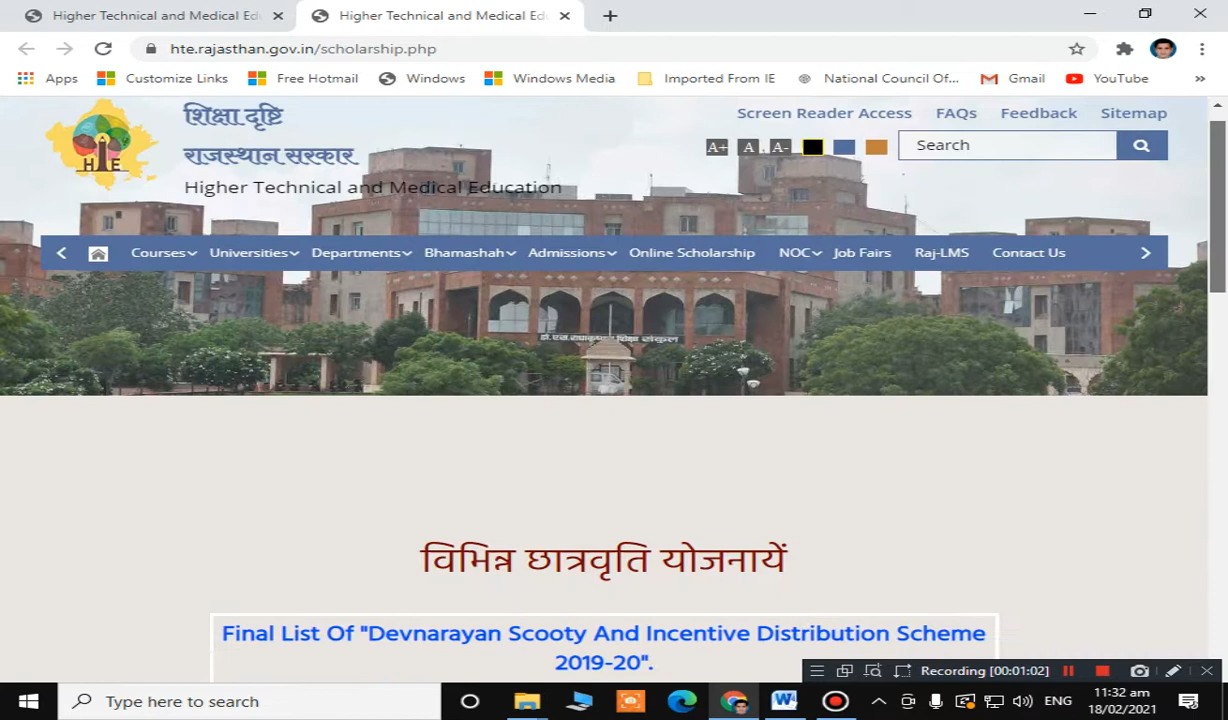 Higher Technical and Medical Edu
Higher Technical and Medical Edu
hte.rajasthan.gov.in/scholarship.php
Apps Customize Links Free Hotmail Windows Windows Media Imported From IE National Council Of... Gmail YouTube »
शिक्षा दृष्टि
राजस्थान सरकार
Higher Technical and Medical Education
HTE
Screen Reader Access FAQs Feedback Sitemap
A+ A A- Search
Courses Universities Departments Bhamashah Admissions Online Scholarship NOC Job Fairs Raj-LMS Contact Us
विभिन्न छात्रवृति योजनायें
Final List Of "Devnarayan Scooty And Incentive Distribution Scheme
2019-20".
Recording [00:01:02]
Type here to search
ENG
11:32 am
18/02/2021